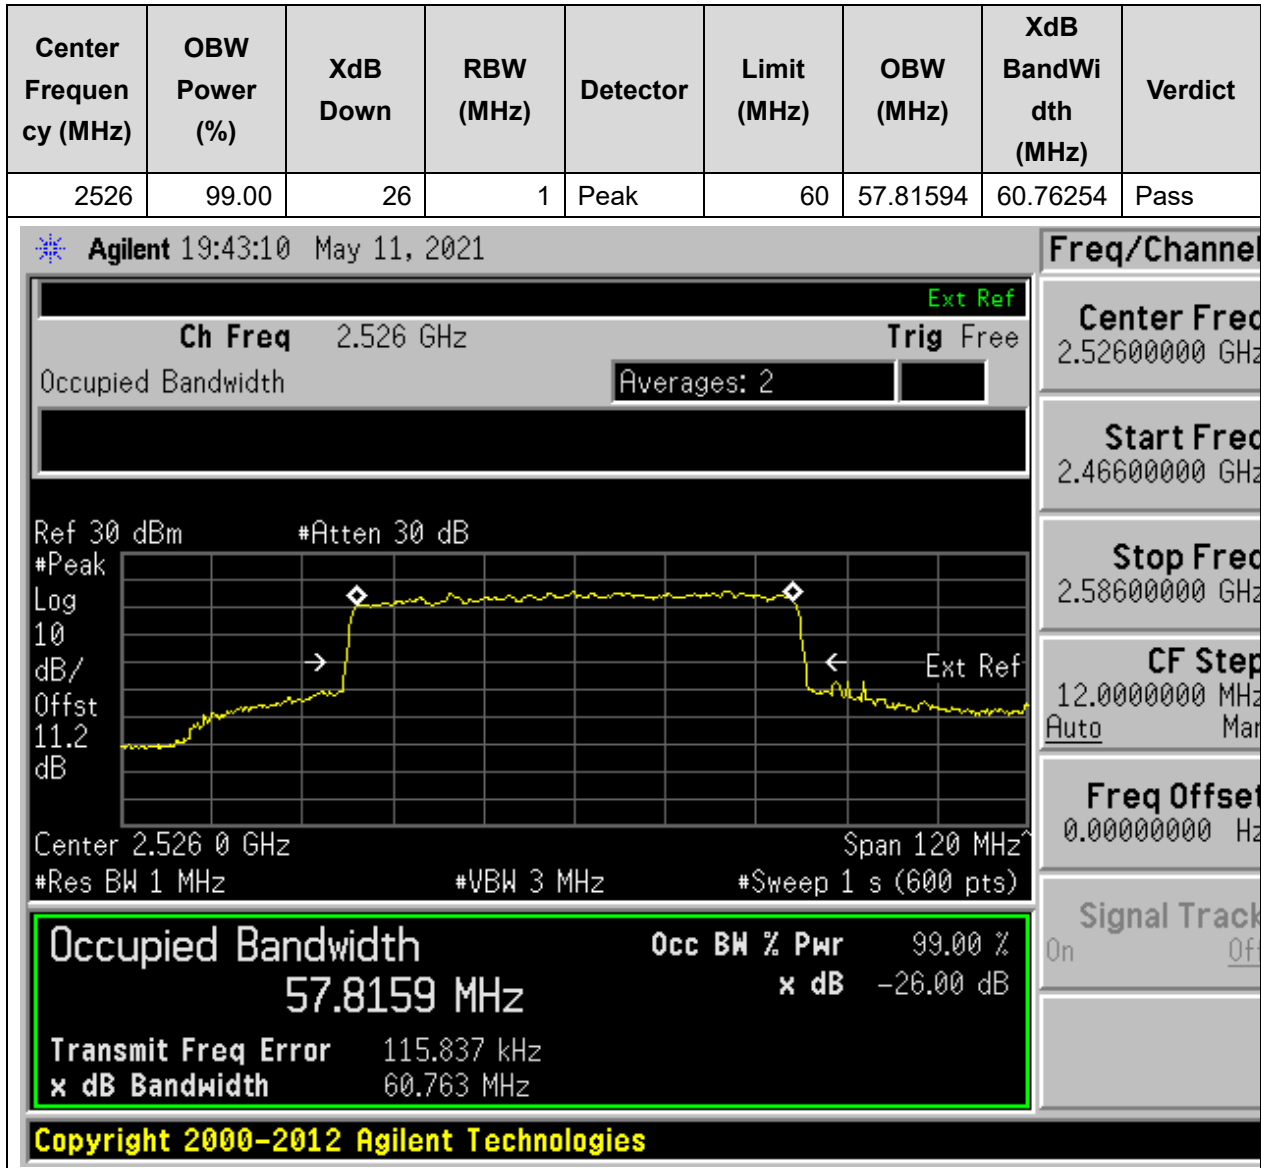 Center Frequen cy (MHz) OBW Power (%) XdB Down RBW (MHz) Detector Limit (MHz) OBW (MHz) XdB BandWi dth (MHz) Verdict
2526 99.00 26 1 Peak 60 57.81594 60.76254 Pass
Agilent 19:43:10 May 11, 2021
Ext Ref
Ch Freq 2.526 GHz Trig Free
Occupied Bandwidth Averages: 2
Ref 30 dBm #Atten 30 dB
#Peak
Log
10
dB/
Offst
11.2
dB
Ext Ref
Center 2.526 0 GHz Span 120 MHz^
#Res BW 1 MHz #VBW 3 MHz #Sweep 1 s (600 pts)
Occupied Bandwidth Occ BW % Pwr 99.00 %
57.8159 MHz x dB -26.00 dB
Transmit Freq Error 115.837 kHz
x dB Bandwidth 60.763 MHz
Copyright 2000-2012 Agilent Technologies
Freq/Channel
Center Freq
2.52600000 GHz
Start Freq
2.46600000 GHz
Stop Freq
2.58600000 GHz
CF Step
12.0000000 MHz
Auto Man
Freq Offset
0.00000000 Hz
Signal Track
On Off